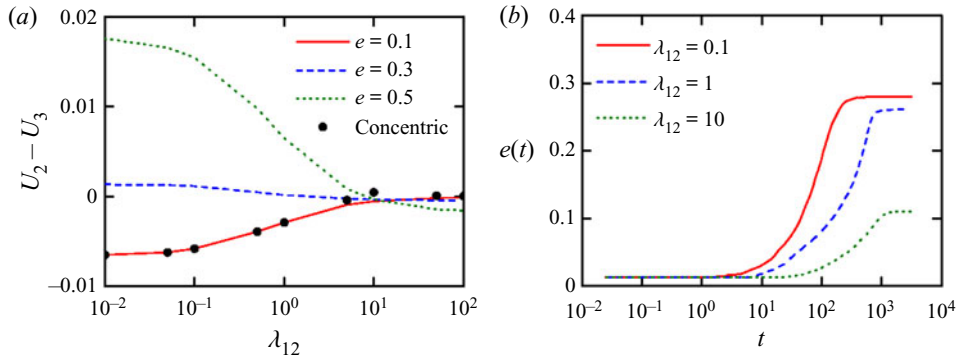 (a)
0.02
0.01
0
−0.01
U2 − U3
e = 0.1
e = 0.3
e = 0.5
Concentric
10⁻² 10⁻¹ 10⁰ 10¹ 10²
λ12
(b)
0.4
0.3
0.2
0.1
0
e(t)
λ12 = 0.1
λ12 = 1
λ12 = 10
10⁻² 10⁻¹ 10⁰ 10¹ 10² 10³ 10⁴
t